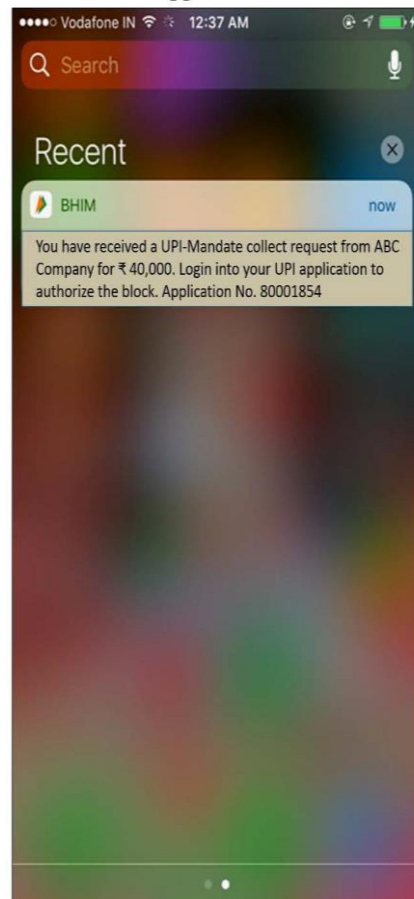 Vodafone IN 12:37 AM
Search
Recent
BHIM now
You have received a UPI-Mandate collect request from ABC
Company for ₹ 40,000. Login into your UPI application to
authorize the block. Application No. 80001854